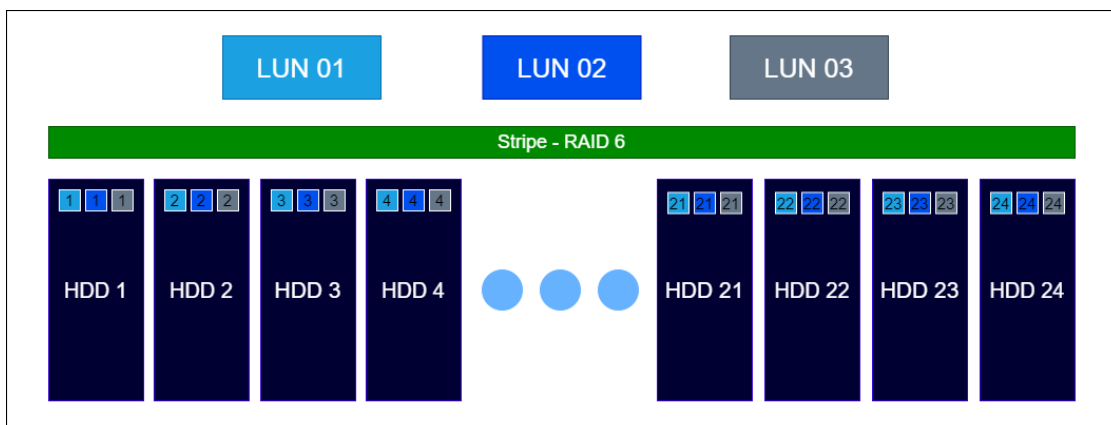 LUN 01 LUN 02 LUN 03
Stripe - RAID 6
1 1 1 2 2 2 3 3 3 4 4 4 21 21 21 22 22 22 23 23 23 24 24 24
HDD 1 HDD 2 HDD 3 HDD 4 HDD 21 HDD 22 HDD 23 HDD 24